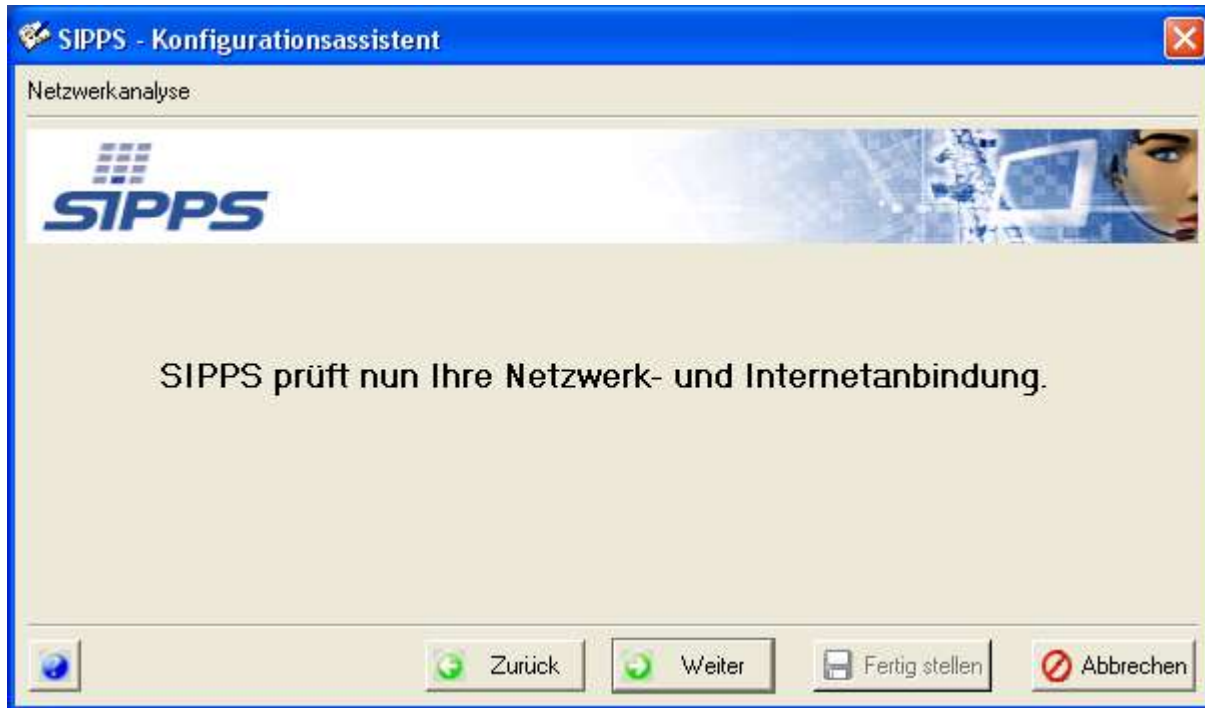 SIPPS - Konfigurationsassistent
Netzwerkanalyse
SIPPS
SIPPS prüft nun Ihre Netzwerk- und Internetanbindung.
Zurück
Weiter
Fertig stellen
Abbrechen